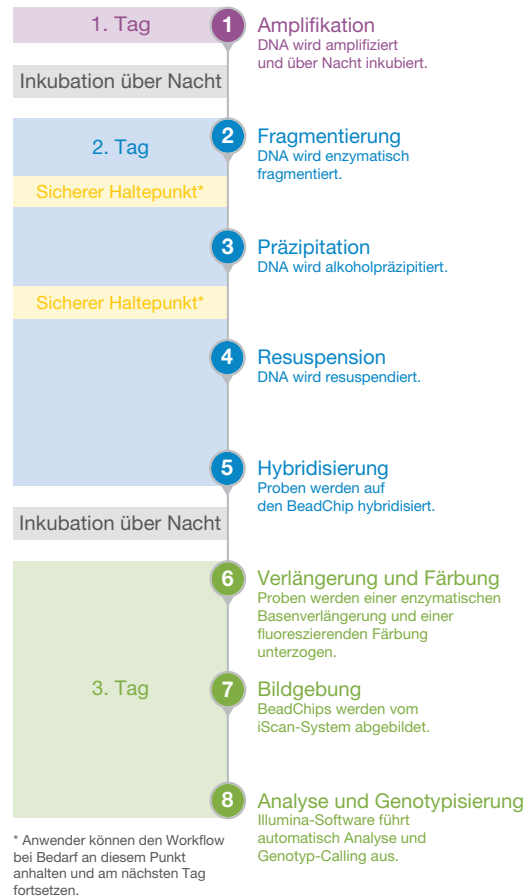 1. Tag
1
Amplifikation
DNA wird amplifiziert
und über Nacht inkubiert.
Inkubation über Nacht
2. Tag
2
Fragmentierung
DNA wird enzymatisch
fragmentiert.
Sicherer Haltepunkt*
3
Präzipitation
DNA wird alkoholpräzipitiert.
Sicherer Haltepunkt*
4
Resuspension
DNA wird resuspendiert.
5
Hybridisierung
Proben werden auf
den BeadChip hybridisiert.
Inkubation über Nacht
3. Tag
6
Verlängerung und Färbung
Proben werden einer enzymatischen
Basenverlängerung und einer
fluoreszierenden Färbung
unterzogen.
7
Bildgebung
BeadChips werden vom
iScan-System abgebildet.
8
Analyse und Genotypisierung
Illumina-Software führt
automatisch Analyse und
Genotyp-Calling aus.
* Anwender können den Workflow
bei Bedarf an diesem Punkt
anhalten und am nächsten Tag
fortsetzen.